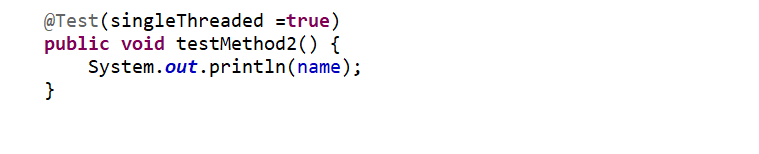 @Test(singleThreaded =true)
public void testMethod2() {
System.out.println(name);
}